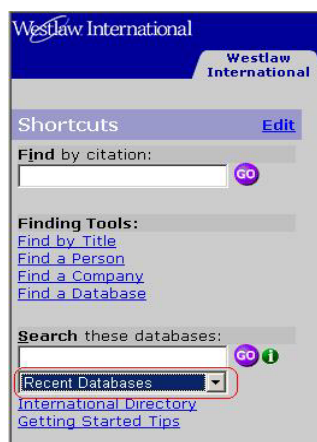 Westlaw International
Westlaw
International
Shortcuts Edit
Find by citation:
GO
Finding Tools:
Find by Title
Find a Person
Find a Company
Find a Database
Search these databases:
GO i
Recent Databases
International Directory
Getting Started Tips